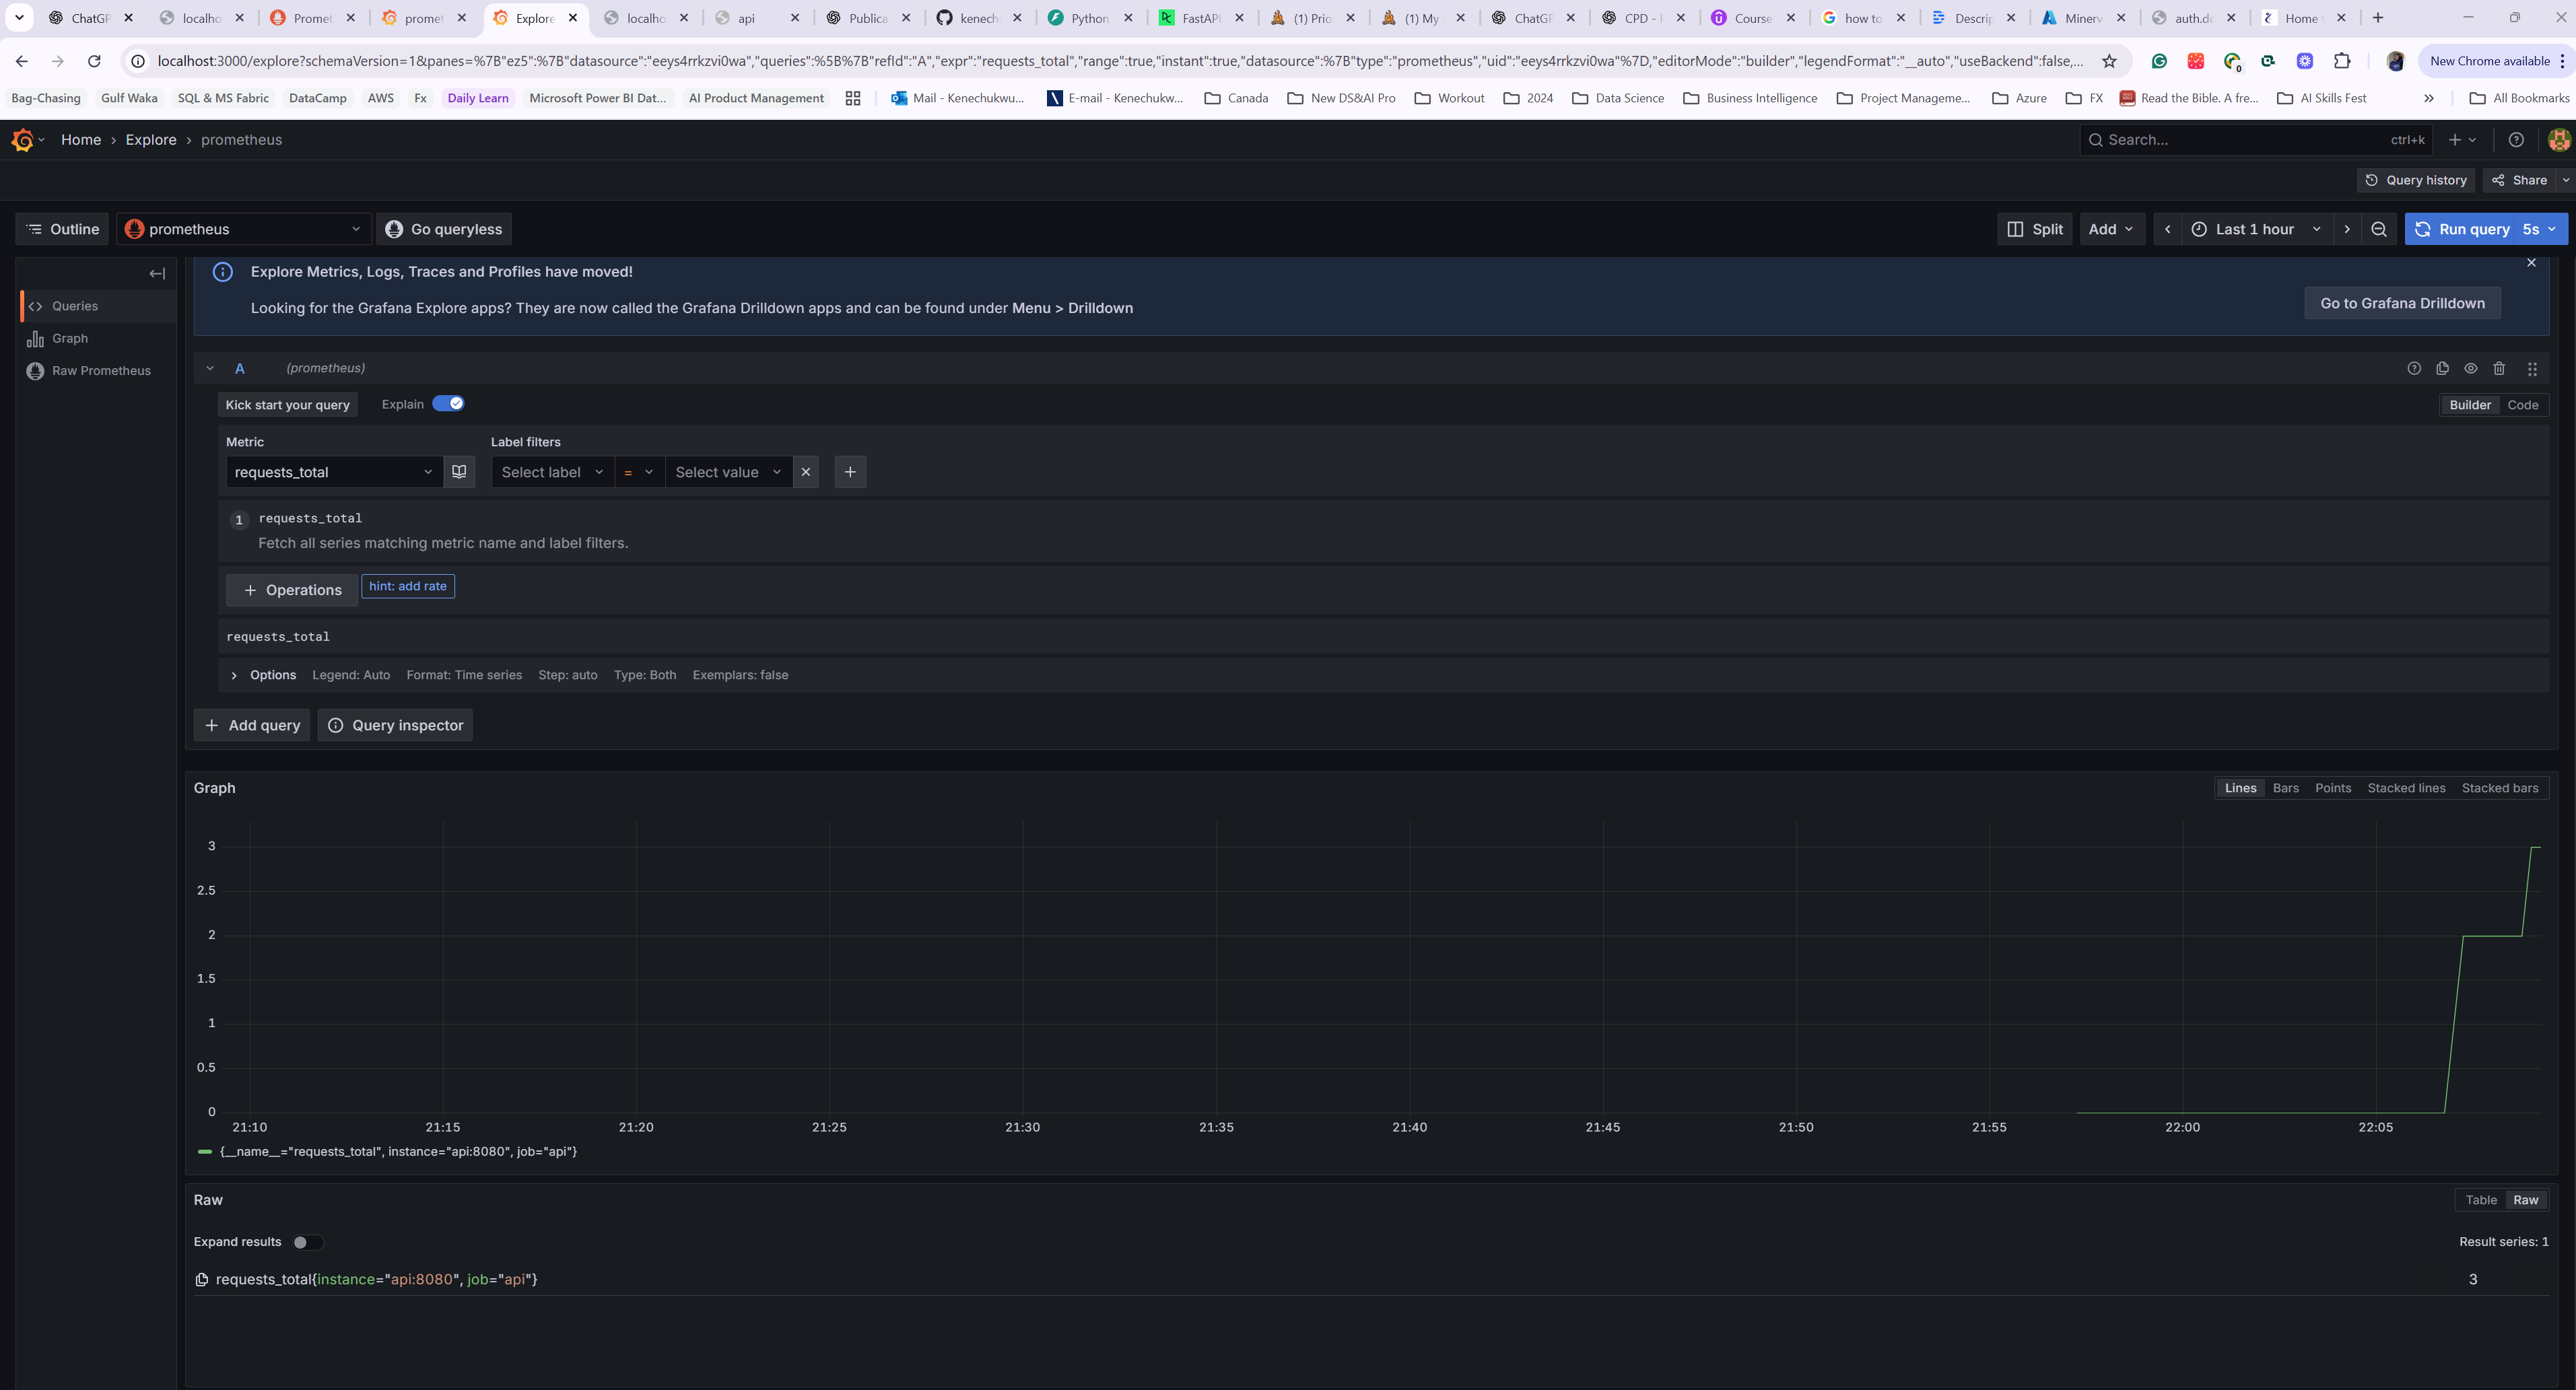 ChatGP
localho
Promet
promet
Explore
localho
api
Publica
kenech
Python
FastAPI
(1) Prio
(1) My
ChatGP
CPD - F
Course
how to
Descrip
Minerv
auth.do
Home
localhost:3000/explore?schemaVersion=1&panes=%7B"ez5":%7B"datasource":"eeys4rrkzvi0wa","queries":%5B%7B"refId":"A","expr":"requests_total","range":true,"instant":true,"datasource":%7B"type":"prometheus","uid":"eeys4rrkzvi0wa"%7D,"editorMode":"builder","legendFormat":"__auto","useBackend":false,...
0
New Chrome available
Bag-Chasing
Gulf Waka
SQL & MS Fabric
DataCamp
AWS
Fx
Daily Learn
Microsoft Power BI Dat...
AI Product Management
Mail - Kenechukwu...
E-mail - Kenechukw...
Canada
New DS&AI Pro
Workout
2024
Data Science
Business Intelligence
Project Manageme...
Azure
FX
Read the Bible. A fre...
AI Skills Fest
»
All Bookmarks
Home › Explore › prometheus
Search...
ctrl+k
Query history
Share
Outline
prometheus
Go queryless
Split
Add
Last 1 hour
Run query
5s
Queries
Graph
Raw Prometheus
Explore Metrics, Logs, Traces and Profiles have moved!
Looking for the Grafana Explore apps? They are now called the Grafana Drilldown apps and can be found under Menu > Drilldown
Go to Grafana Drilldown
A
(prometheus)
Kick start your query
Explain
Builder
Code
Metric
Label filters
requests_total
Select label
=
Select value
+
1
requests_total
Fetch all series matching metric name and label filters.
+ Operations
hint: add rate
requests_total
Options
Legend: Auto
Format: Time series
Step: auto
Type: Both
Exemplars: false
+ Add query
Query inspector
Graph
Lines
Bars
Points
Stacked lines
Stacked bars
3
2.5
2
1.5
1
0.5
0
21:10
21:15
21:20
21:25
21:30
21:35
21:40
21:45
21:50
21:55
22:00
22:05
{__name__="requests_total", instance="api:8080", job="api"}
Raw
Table
Raw
Expand results
Result series: 1
requests_total{instance="api:8080", job="api"}
3